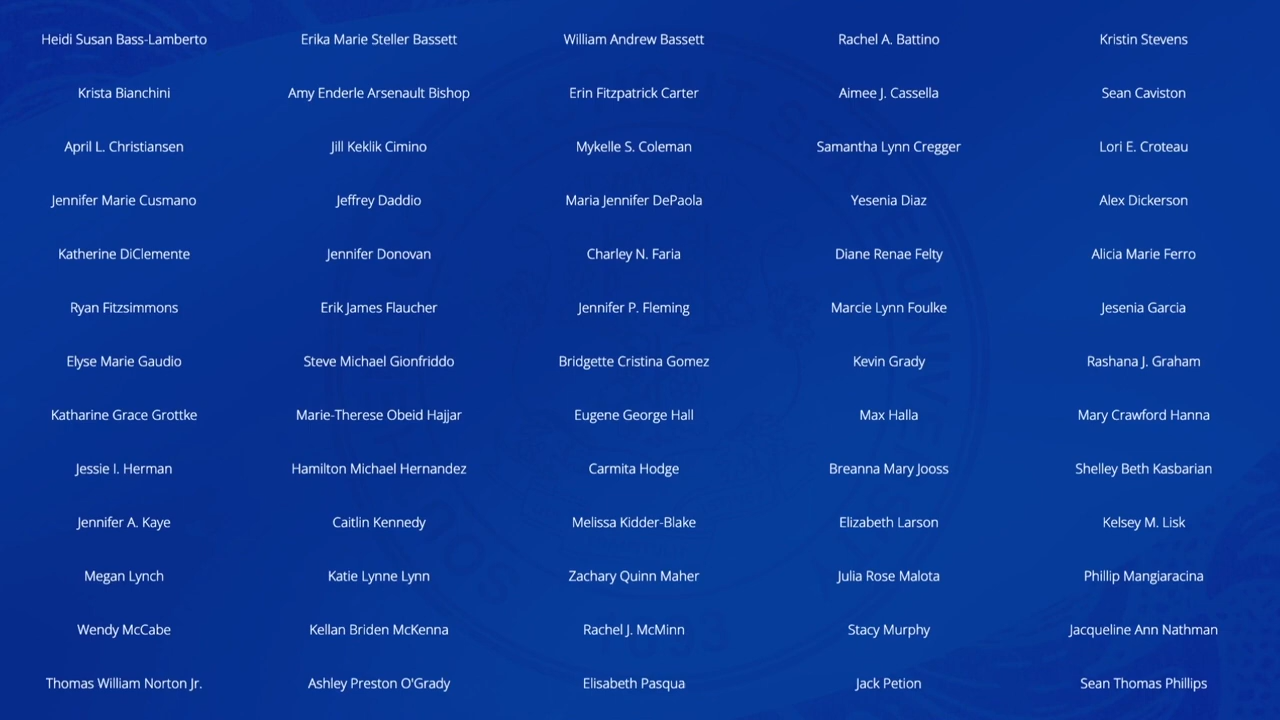 Heidi Susan Bass-Lamberto Erika Marie Steller Bassett William Andrew Bassett Rachel A. Battino Kristin Stevens
Krista Bianchini Amy Enderle Arsenault Bishop Erin Fitzpatrick Carter Aimee J. Cassella Sean Caviston
April L. Christiansen Jill Keklik Cimino Mykelle S. Coleman Samantha Lynn Cregger Lori E. Croteau
Jennifer Marie Cusmano Jeffrey Daddio Maria Jennifer DePaola Yesenia Diaz Alex Dickerson
Katherine DiClemente Jennifer Donovan Charley N. Faria Diane Renae Felty Alicia Marie Ferro
Ryan Fitzsimmons Erik James Flaucher Jennifer P. Fleming Marcie Lynn Foulke Jesenia Garcia
Elyse Marie Gaudio Steve Michael Gionfriddo Bridgette Cristina Gomez Kevin Grady Rashana J. Graham
Katharine Grace Grottke Marie-Therese Obeid Hajjar Eugene George Hall Max Halla Mary Crawford Hanna
Jessie I. Herman Hamilton Michael Hernandez Carmita Hodge Breanna Mary Jooss Shelley Beth Kasbarian
Jennifer A. Kaye Caitlin Kennedy Melissa Kidder-Blake Elizabeth Larson Kelsey M. Lisk
Megan Lynch Katie Lynne Lynn Zachary Quinn Maher Julia Rose Malota Phillip Mangiaracina
Wendy McCabe Kellan Briden McKenna Rachel J. McMinn Stacy Murphy Jacqueline Ann Nathman
Thomas William Norton Jr. Ashley Preston O'Grady Elisabeth Pasqua Jack Petion Sean Thomas Phillips